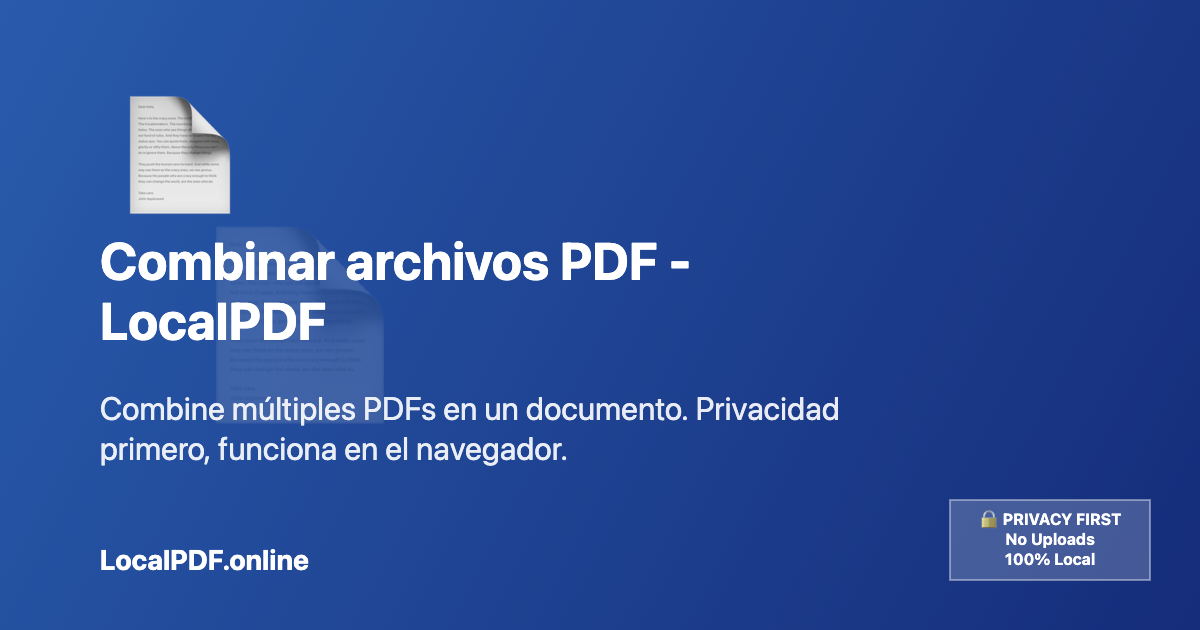 Combinar archivos PDF -
LocalPDF
Combine múltiples PDFs en un documento. Privacidad
primero, funciona en el navegador.
LocalPDF.online
🔒 PRIVACY FIRST
No Uploads
100% Local